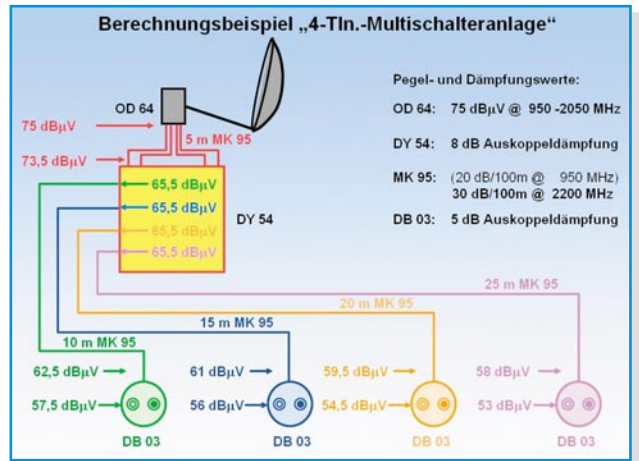 Berechnungsbeispiel „4-Tln.-Multischalteranlage“
Pegel- und Dämpfungswerte:
OD 64: 75 dBµV @ 950 -2050 MHz
DY 54: 8 dB Auskoppeldämpfung
MK 95: (20 dB/100m @ 950 MHz)
30 dB/100m @ 2200 MHz
DB 03: 5 dB Auskoppeldämpfung
OD 64
75 dBµV
5 m MK 95
73,5 dBµV
65,5 dBµV
65,5 dBµV
65,5 dBµV
65,5 dBµV
DY 54
25 m MK 95
20 m MK 95
15 m MK 95
10 m MK 95
62,5 dBµV
61 dBµV
59,5 dBµV
58 dBµV
57,5 dBµV
56 dBµV
54,5 dBµV
53 dBµV
DB 03
DB 03
DB 03
DB 03